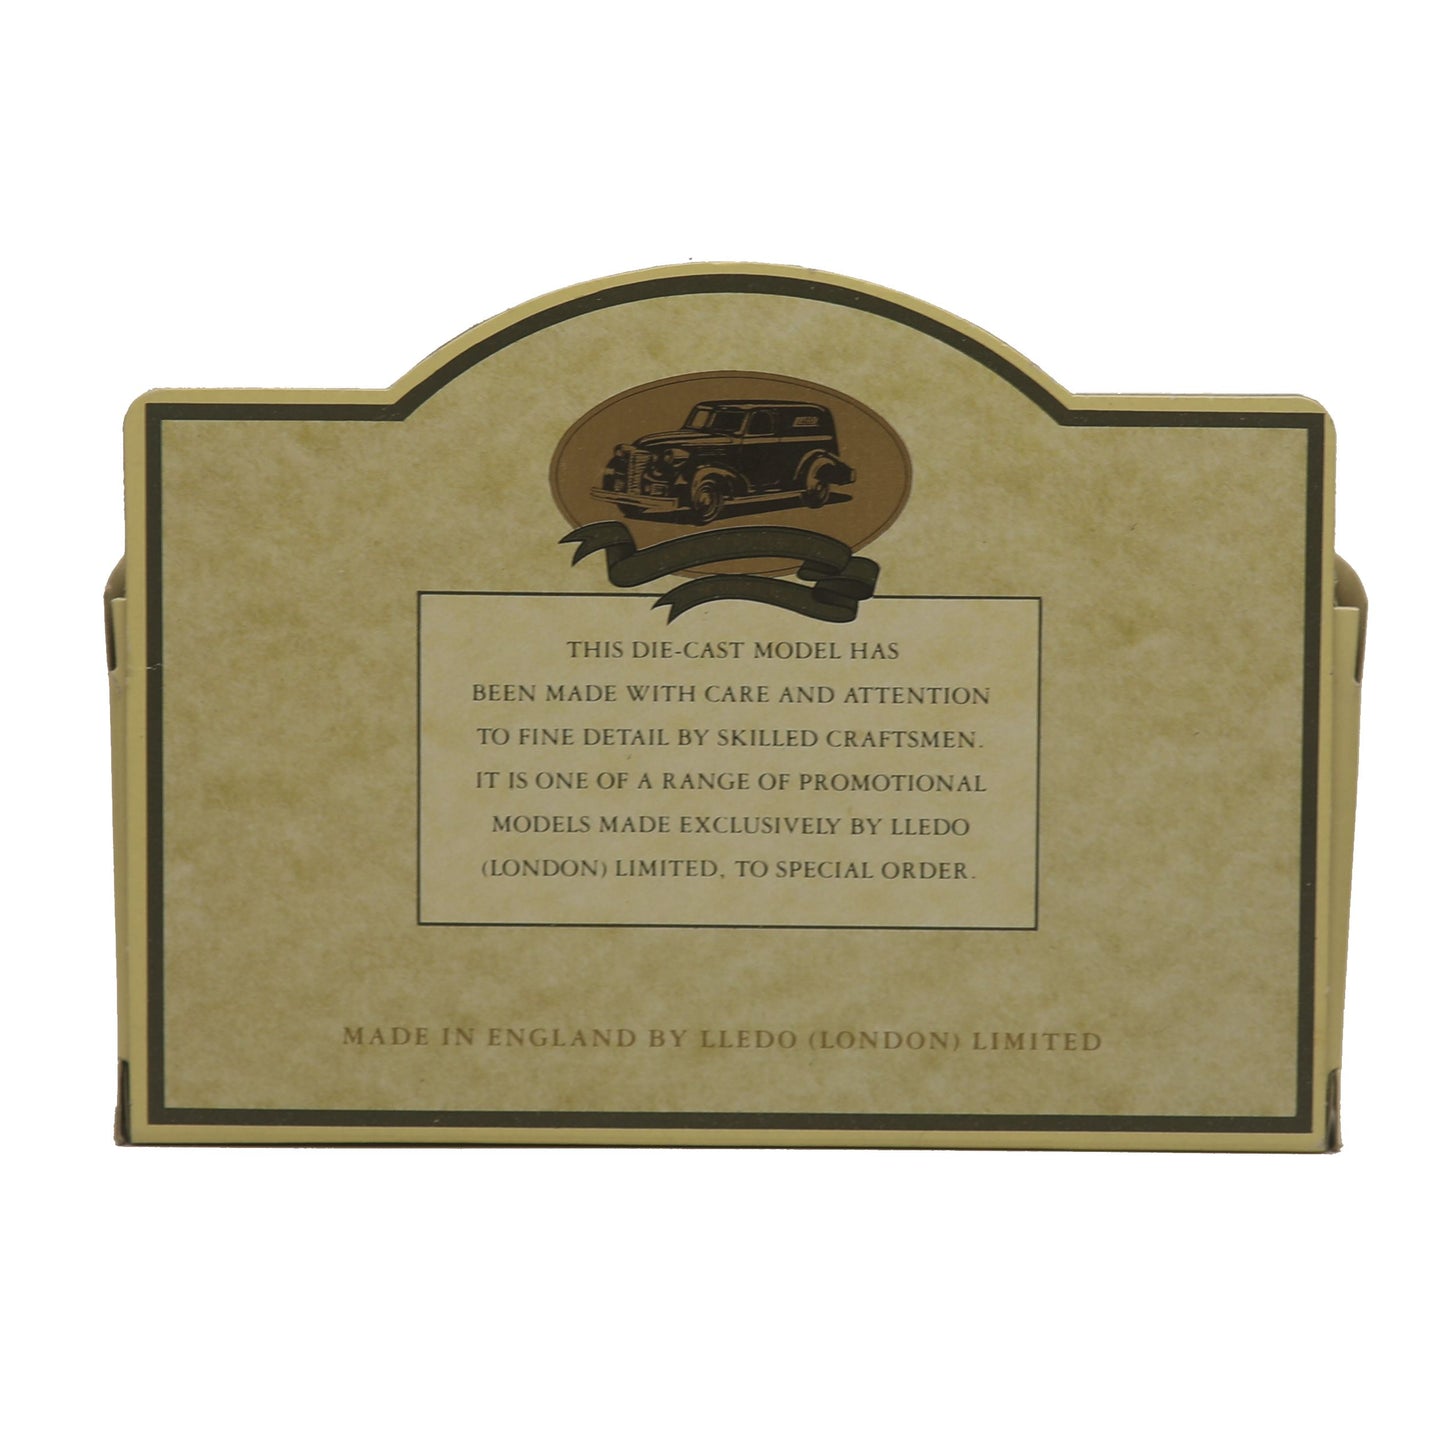 THIS DIE-CAST MODEL HAS
BEEN MADE WITH CARE AND ATTENTION
TO FINE DETAIL BY SKILLED CRAFTSMEN.
IT IS ONE OF A RANGE OF PROMOTIONAL
MODELS MADE EXCLUSIVELY BY LLEDO
(LONDON) LIMITED, TO SPECIAL ORDER.
MADE IN ENGLAND BY LLEDO (LONDON) LIMITED